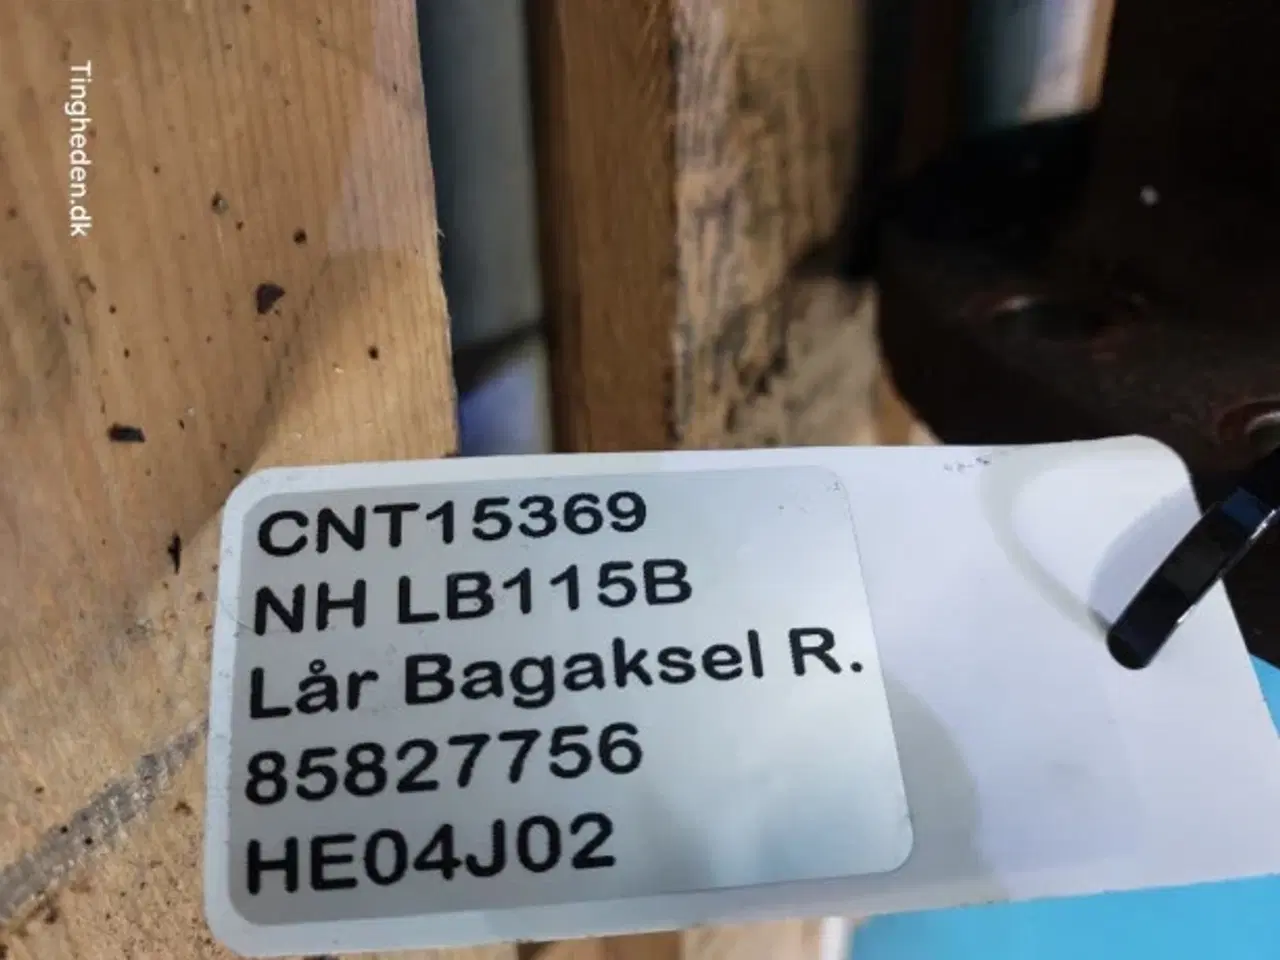 Tingheden.dk
CNT15369
NH LB115B
Lår Bagaksel R.
85827756
HE04J02